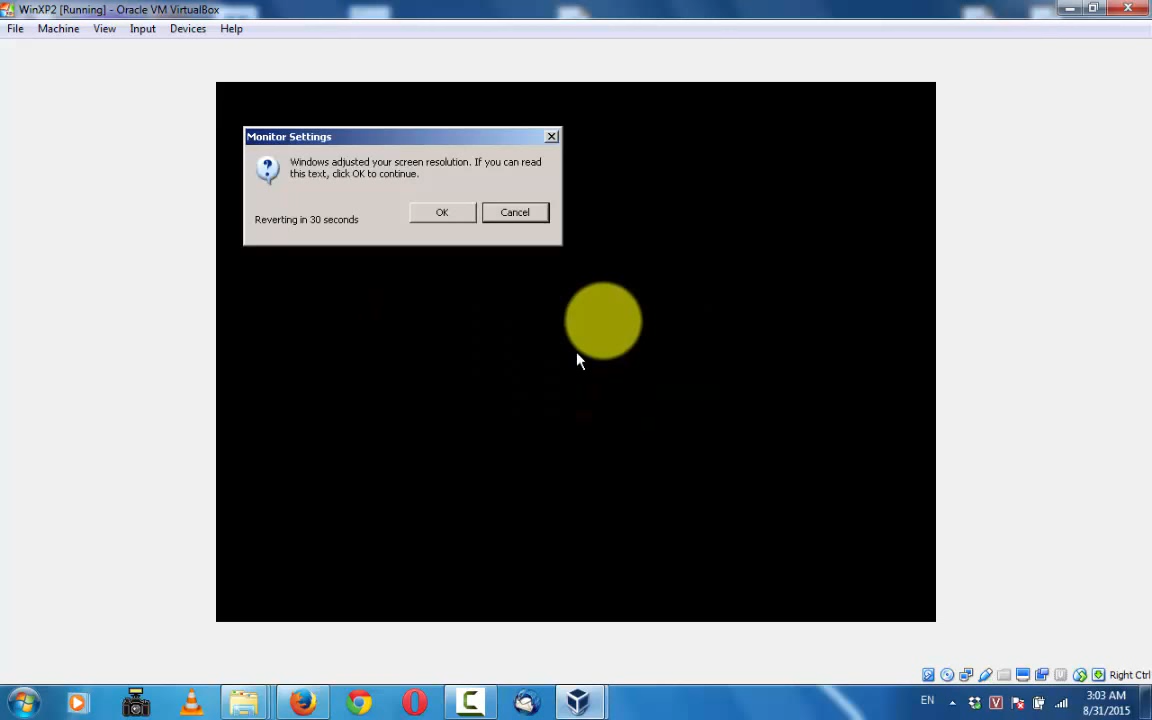 WinXP2 [Running] - Oracle VM VirtualBox
File Machine View Input Devices Help
Monitor Settings
Windows adjusted your screen resolution. If you can read
this text, click OK to continue.
OK Cancel
Reverting in 30 seconds
Right Ctrl
EN
3:03 AM
8/31/2015